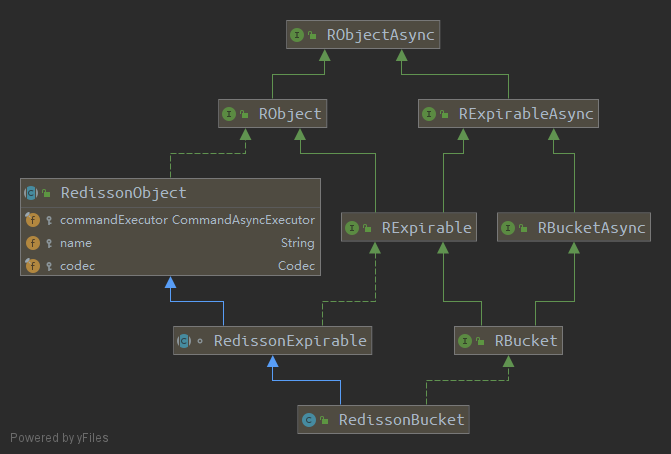 RObjectAsync
RObject
RExpirableAsync
RedissonObject
commandExecutor CommandAsyncExecutor
name String
codec Codec
RExpirable
RBucketAsync
RedissonExpirable
RBucket
RedissonBucket
Powered by yFiles